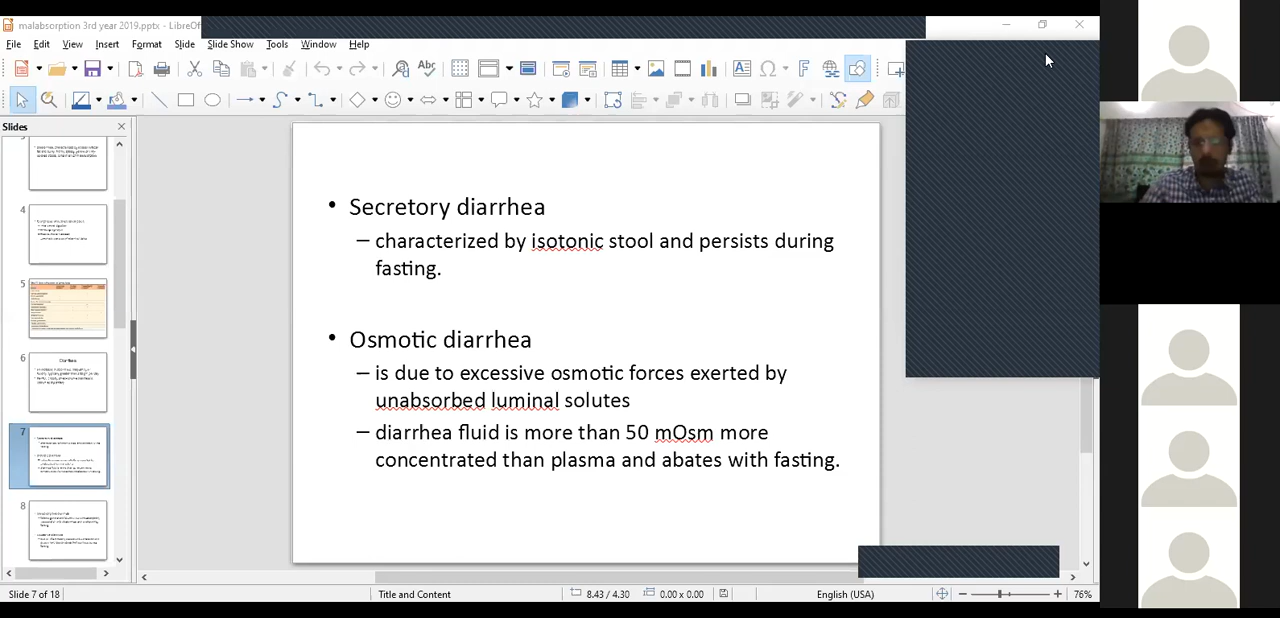 malabsorption 3rd year 2019.pptx - LibreOf
File Edit View Insert Format Slide Slide Show Tools Window Help
Slides
4
5
6
Diarrhea
7
8
• Secretory diarrhea
– characterized by isotonic stool and persists during
fasting.
• Osmotic diarrhea
– is due to excessive osmotic forces exerted by
unabsorbed luminal solutes
– diarrhea fluid is more than 50 mOsm more
concentrated than plasma and abates with fasting.
Slide 7 of 18
Title and Content
8.43 / 4.30
0.00 x 0.00
English (USA)
76%